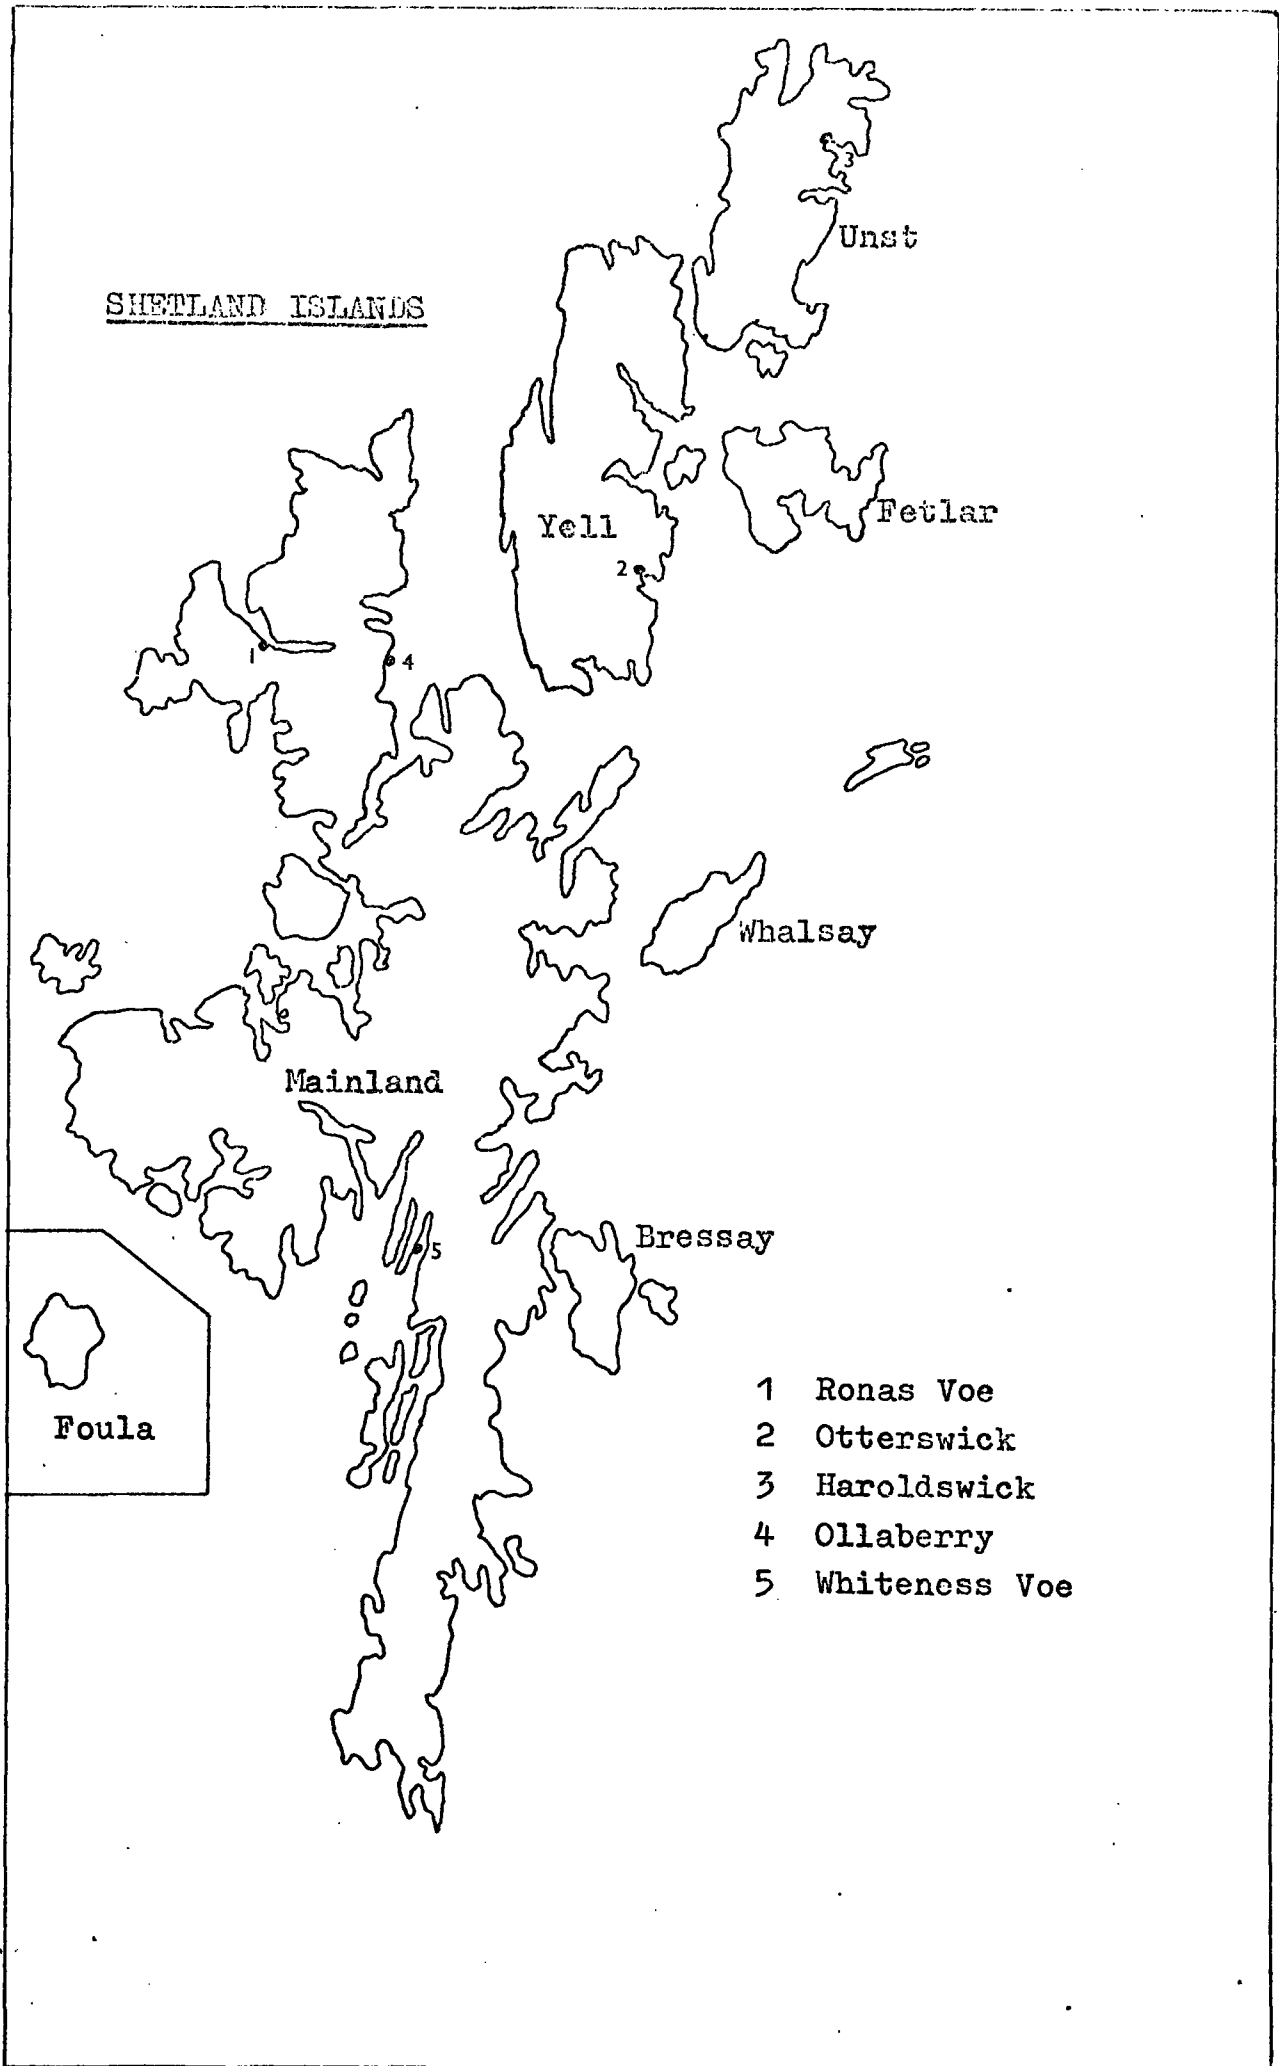 3
Unst
SHETLAND ISLANDS
Yell
Fetlar
2
1
4
Whalsay
Mainland
5
Bressay
Foula
1 Ronas Voe
2 Otterswick
3 Haroldswick
4 Ollaberry
5 Whiteness Voe